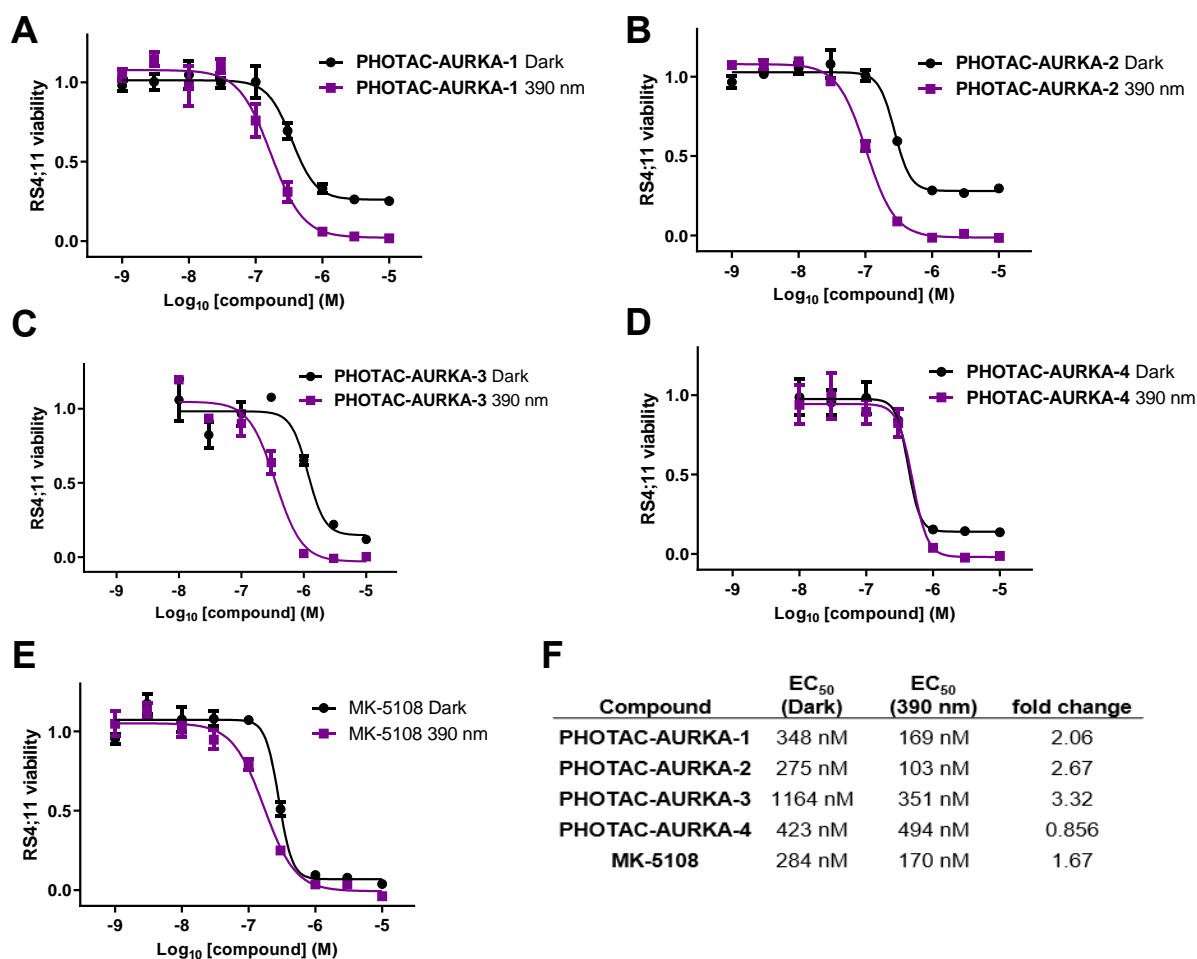 A
PHOTAC-AURKA-1 Dark
PHOTAC-AURKA-1 390 nm
RS4;11 viability
1.0
0.5
0.0
-9 -8 -7 -6 -5
Log10 [compound] (M)
B
PHOTAC-AURKA-2 Dark
PHOTAC-AURKA-2 390 nm
RS4;11 viability
1.0
0.5
0.0
-9 -8 -7 -6 -5
Log10 [compound] (M)
C
PHOTAC-AURKA-3 Dark
PHOTAC-AURKA-3 390 nm
RS4;11 viability
1.0
0.5
0.0
-9 -8 -7 -6 -5
Log10 [compound] (M)
D
PHOTAC-AURKA-4 Dark
PHOTAC-AURKA-4 390 nm
RS4;11 viability
1.0
0.5
0.0
-9 -8 -7 -6 -5
Log10 [compound] (M)
E
MK-5108 Dark
MK-5108 390 nm
RS4;11 viability
1.0
0.5
0.0
-9 -8 -7 -6 -5
Log10 [compound] (M)
F
EC50 EC50
Compound (Dark) (390 nm) fold change
PHOTAC-AURKA-1 348 nM 169 nM 2.06
PHOTAC-AURKA-2 275 nM 103 nM 2.67
PHOTAC-AURKA-3 1164 nM 351 nM 3.32
PHOTAC-AURKA-4 423 nM 494 nM 0.856
MK-5108 284 nM 170 nM 1.67